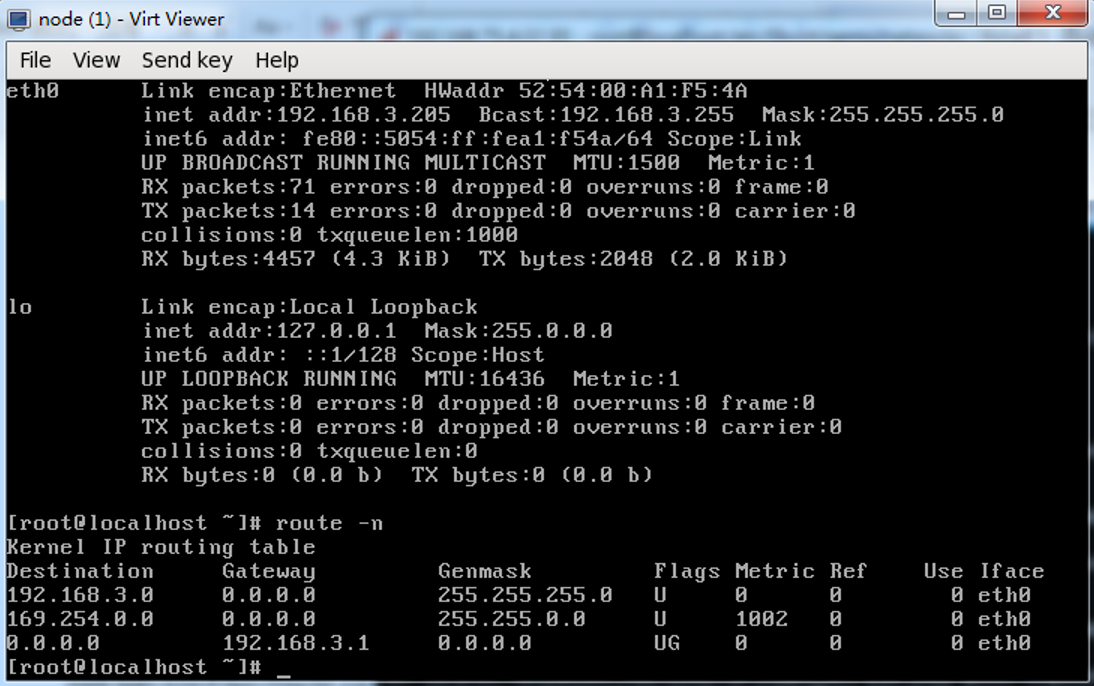 node (1) - Virt Viewer
File View Send key Help
eth0 Link encap:Ethernet HWaddr 52:54:00:A1:F5:4A
inet addr:192.168.3.205 Bcast:192.168.3.255 Mask:255.255.255.0
inet6 addr: fe80::5054:ff:fea1:f54a/64 Scope:Link
UP BROADCAST RUNNING MULTICAST MTU:1500 Metric:1
RX packets:71 errors:0 dropped:0 overruns:0 frame:0
TX packets:14 errors:0 dropped:0 overruns:0 carrier:0
collisions:0 txqueuelen:1000
RX bytes:4457 (4.3 KiB) TX bytes:2048 (2.0 KiB)
lo Link encap:Local Loopback
inet addr:127.0.0.1 Mask:255.0.0.0
inet6 addr: ::1/128 Scope:Host
UP LOOPBACK RUNNING MTU:16436 Metric:1
RX packets:0 errors:0 dropped:0 overruns:0 frame:0
TX packets:0 errors:0 dropped:0 overruns:0 carrier:0
collisions:0 txqueuelen:0
RX bytes:0 (0.0 b) TX bytes:0 (0.0 b)
[root@localhost ~]# route -n
Kernel IP routing table
Destination Gateway Genmask Flags Metric Ref Use Iface
192.168.3.0 0.0.0.0 255.255.255.0 U 0 0 0 eth0
169.254.0.0 0.0.0.0 255.255.0.0 U 1002 0 0 eth0
0.0.0.0 192.168.3.1 0.0.0.0 UG 0 0 0 eth0
[root@localhost ~]# _